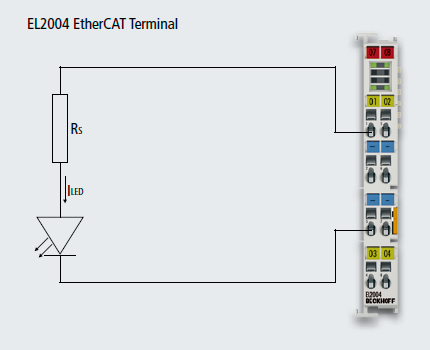 EL2004 EtherCAT Terminal
01 02
RS
ILED
03 04
EL2004
BECKHOFF